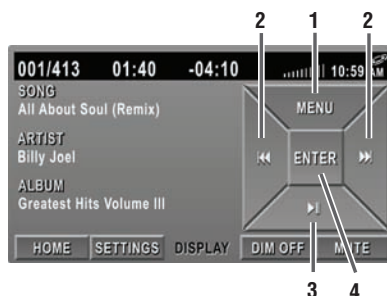 2 1 2
001/413 01:40 -04:10 10:59
SONG
All About Soul (Remix)
MENU
ARTIST
Billy Joel
ENTER
ALBUM
Greatest Hits Volume III
HOME SETTINGS DISPLAY DIM OFF MUTE
3 4